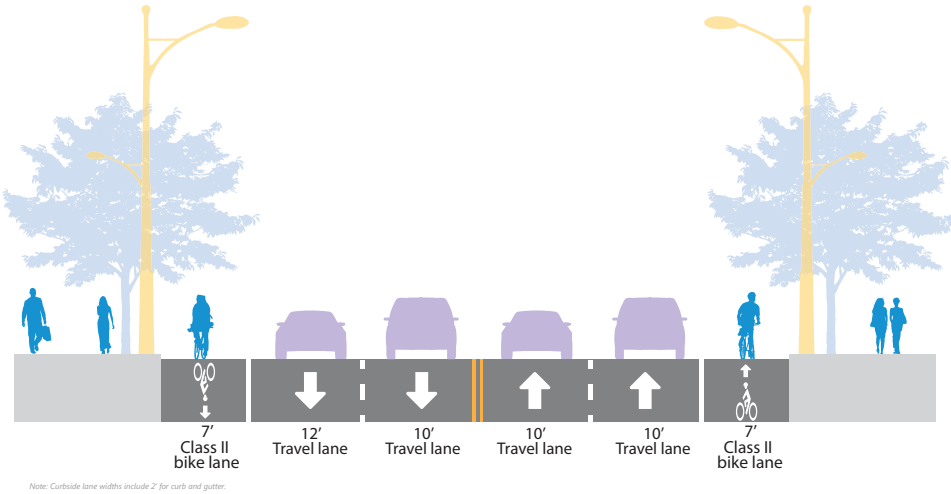 7’
Class II
bike lane
12’
Travel lane
10’
Travel lane
10’
Travel lane
10’
Travel lane
7’
Class II
bike lane
Note: Curbside lane widths include 2’ for curb and gutter.